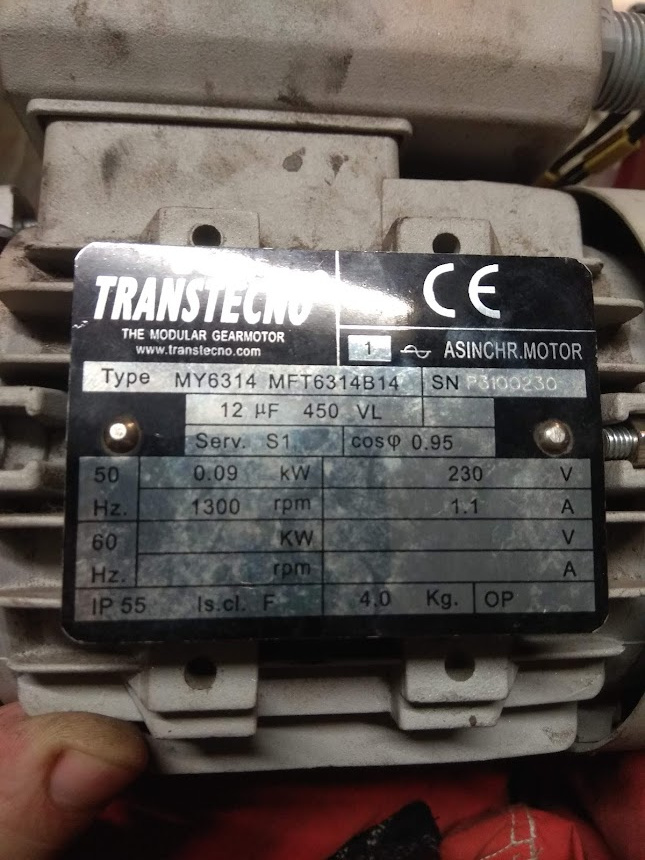 TRANSTECNO
THE MODULAR GEARMOTOR
www.transtecno.com
CE
1 ASINCHR.MOTOR
Type MY6314 MFT6314B14 SN P3100230
12 µF 450 VL
Serv. S1 cosφ 0.95
50 0.09 kW 230 V
Hz. 1300 rpm 1.1 A
60 KW V
Hz. rpm A
IP 55 Is.cl. F 4.0 Kg. OP